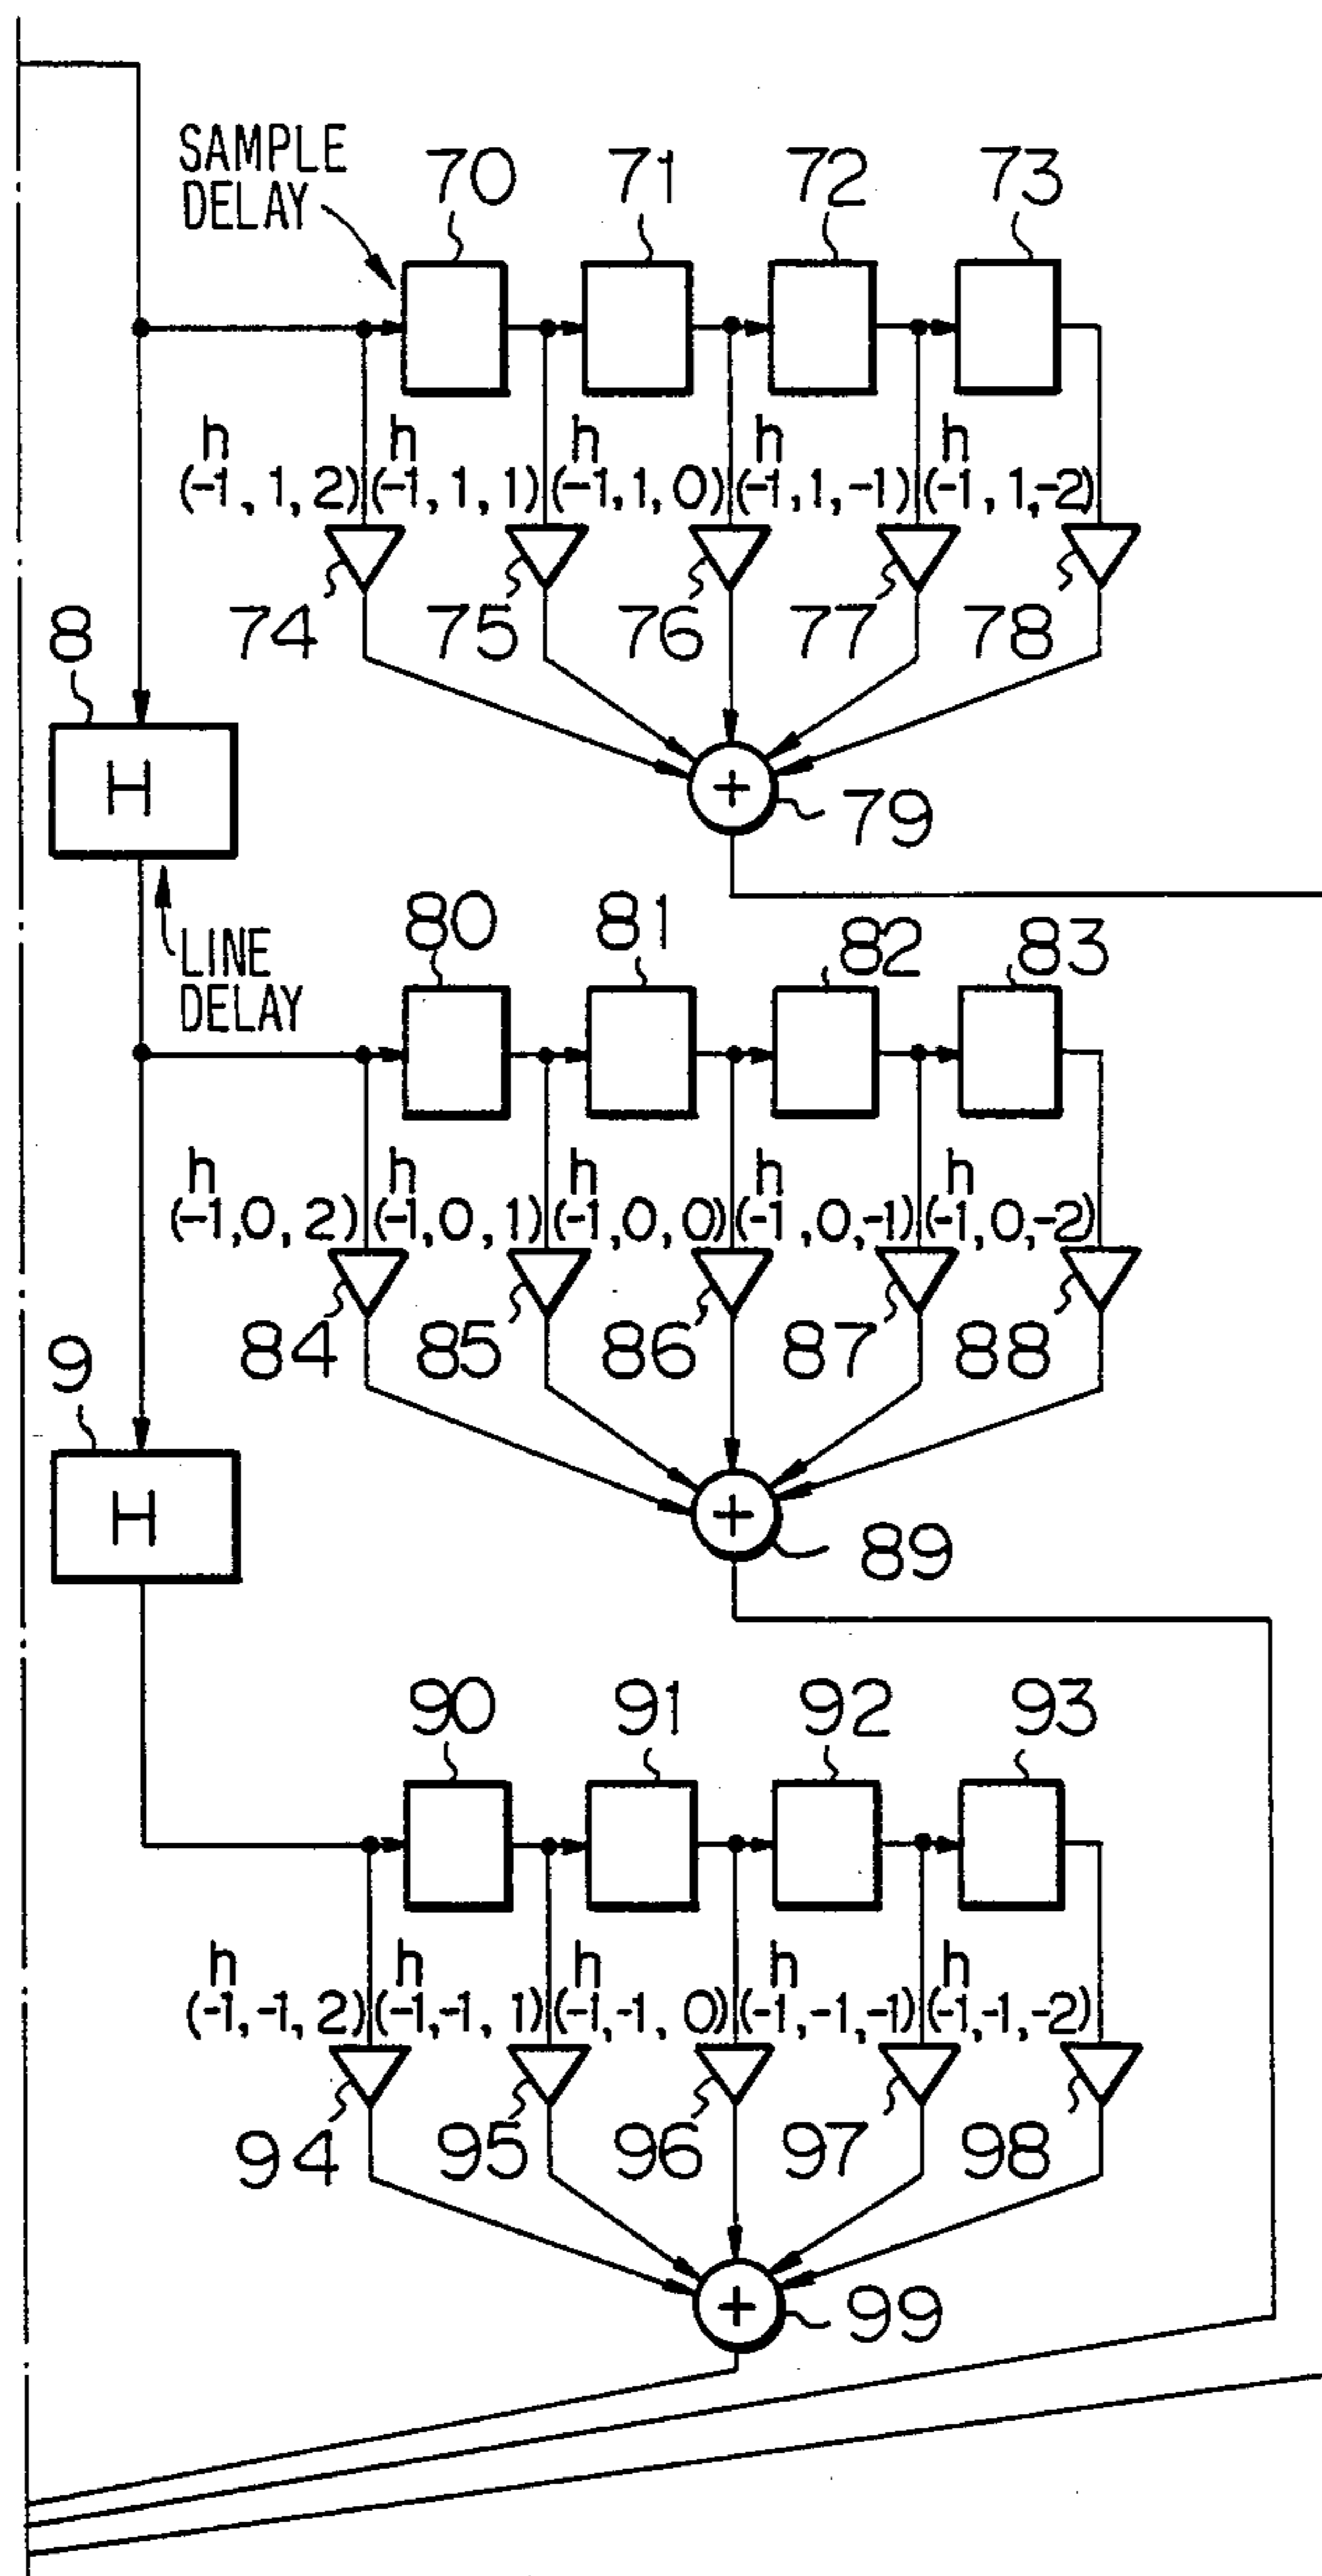 SAMPLE
DELAY
70 71 72 73
h h h h h
(-1, 1, 2) (-1, 1, 1) (-1, 1, 0) (-1, 1, -1) (-1, 1, -2)
74 75 76 77 78
8
H
+
79
LINE
DELAY
80 81 82 83
h h h h h
(-1, 0, 2) (-1, 0, 1) (-1, 0, 0) (-1, 0, -1) (-1, 0, -2)
84 85 86 87 88
9
H
+
89
90 91 92 93
h h h h h
(-1, -1, 2) (-1, -1, 1) (-1, -1, 0) (-1, -1, -1) (-1, -1, -2)
94 95 96 97 98
+
99